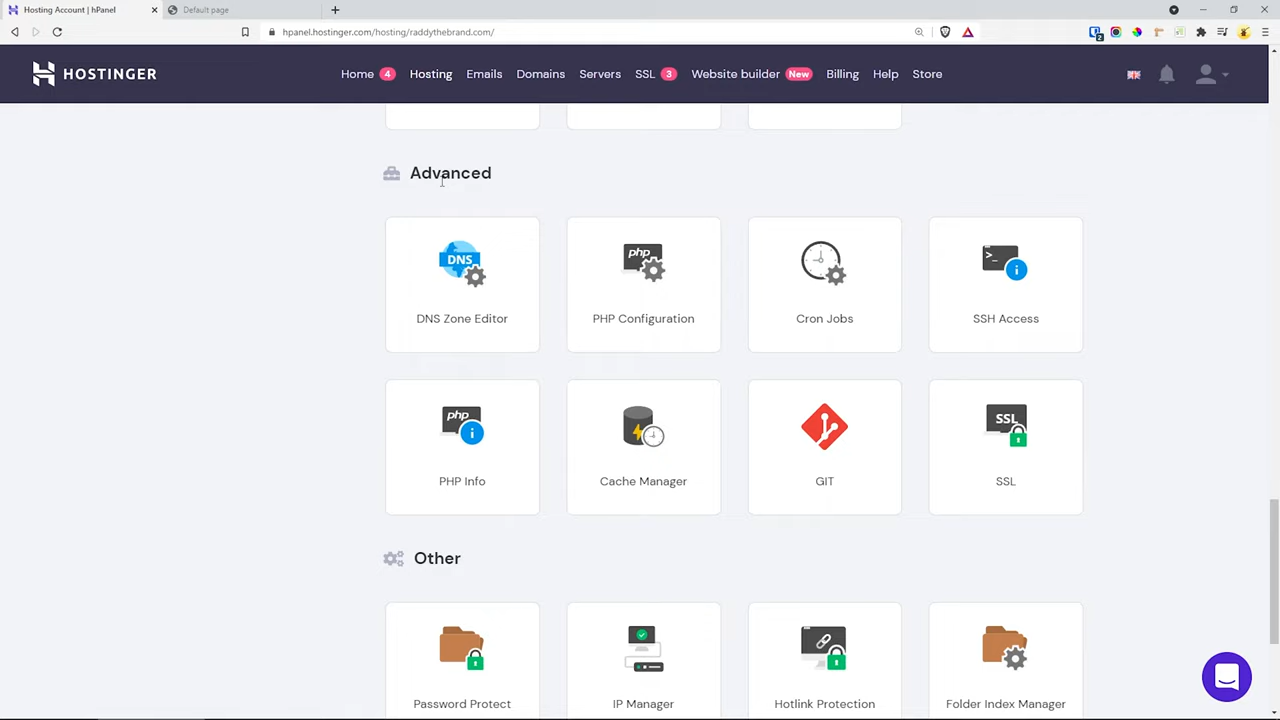 Hosting Account | hPanel
Default page
hpanel.hostinger.com/hosting/raddythebrand.com/
2
HOSTINGER
Home 4 Hosting Emails Domains Servers SSL 3 Website builder New Billing Help Store
Advanced
DNS
php
>_
i
DNS Zone Editor
PHP Configuration
Cron Jobs
SSH Access
php
i
SSL
PHP Info
Cache Manager
GIT
SSL
Other
Password Protect
IP Manager
Hotlink Protection
Folder Index Manager